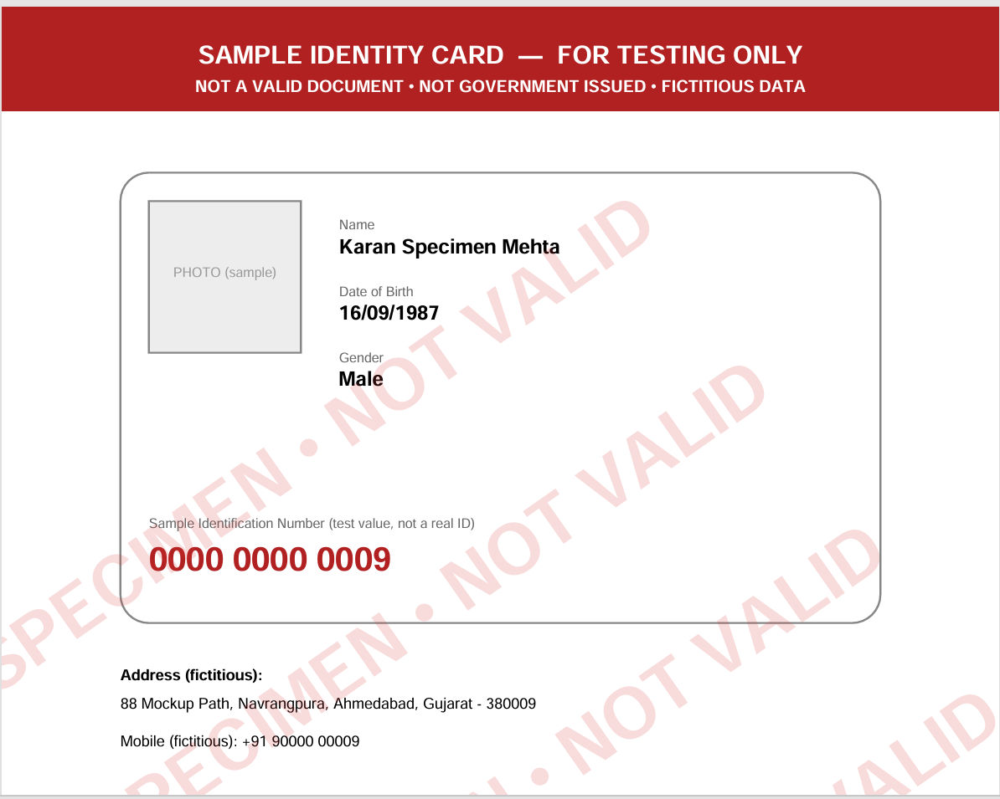 SAMPLE IDENTITY CARD — FOR TESTING ONLY
NOT A VALID DOCUMENT • NOT GOVERNMENT ISSUED • FICTITIOUS DATA
PHOTO (sample)
Name
Karan Specimen Mehta
Date of Birth
16/09/1987
Gender
Male
Sample Identification Number (test value, not a real ID)
0000 0000 0009
Address (fictitious):
88 Mockup Path, Navrangpura, Ahmedabad, Gujarat - 380009
Mobile (fictitious): +91 90000 00009
SPECIMEN • NOT VALID
SPECIMEN • NOT VALID
N • NOT VALID
VALID